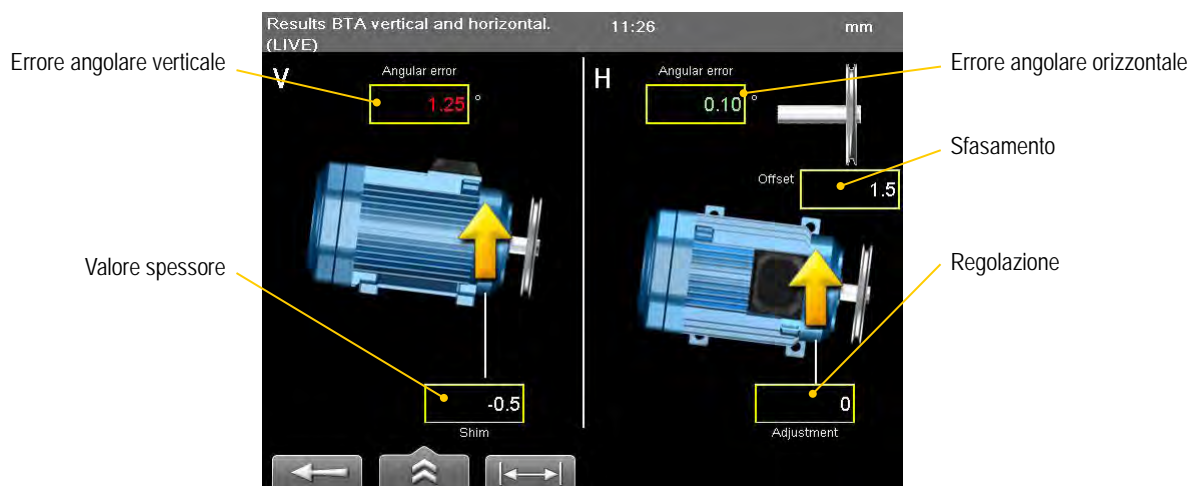 Results BTA vertical and horizontal. 11:26 mm
(LIVE)
Errore angolare verticale
V
Angular error
1.25 °
H
Angular error
0.10 °
Errore angolare orizzontale
Sfasamento
Offset
1.5
Valore spessore
Regolazione
-0.5
Shim
0
Adjustment